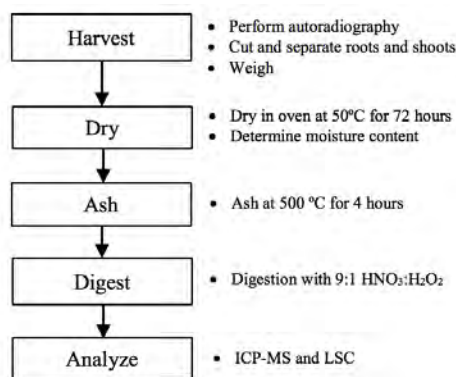 Harvest
• Perform autoradiography
• Cut and separate roots and shoots
• Weigh
Dry
• Dry in oven at 50ºC for 72 hours
• Determine moisture content
Ash
• Ash at 500 ºC for 4 hours
Digest
• Digestion with 9:1 HNO₃:H₂O₂
Analyze
• ICP-MS and LSC